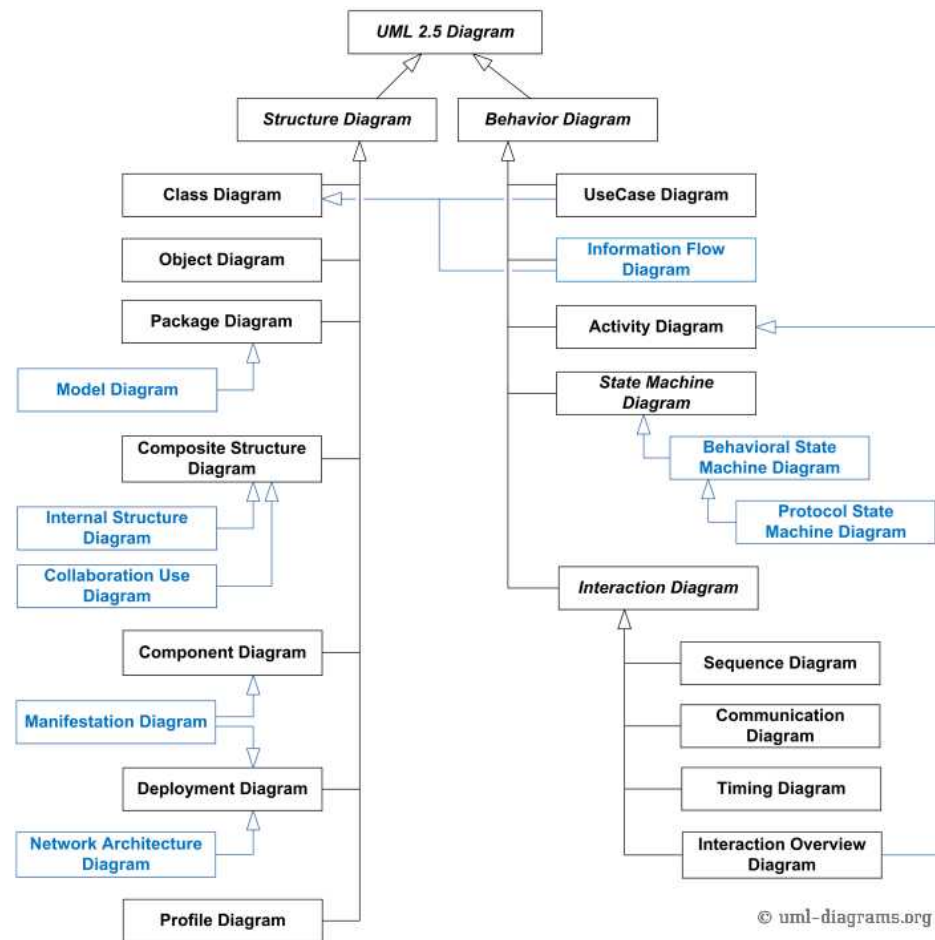 UML 2.5 Diagram
Structure Diagram
Behavior Diagram
Class Diagram
UseCase Diagram
Object Diagram
Information Flow
Diagram
Package Diagram
Activity Diagram
Model Diagram
State Machine
Diagram
Composite Structure
Diagram
Behavioral State
Machine Diagram
Internal Structure
Diagram
Protocol State
Machine Diagram
Collaboration Use
Diagram
Interaction Diagram
Component Diagram
Sequence Diagram
Manifestation Diagram
Communication
Diagram
Deployment Diagram
Timing Diagram
Network Architecture
Diagram
Interaction Overview
Diagram
Profile Diagram
© uml-diagrams.org